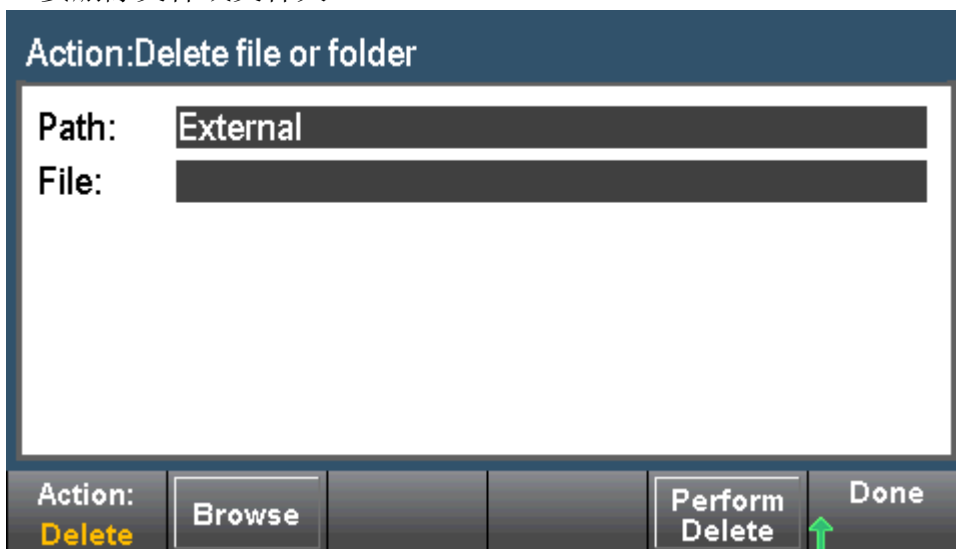 Action:Delete file or folder
Path: External
File:
Action: Delete
Browse
Perform Delete
Done